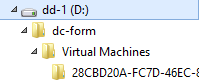 dd-1 (D:)
dc-form
Virtual Machines
28CBD20A-FC7D-46EC-8